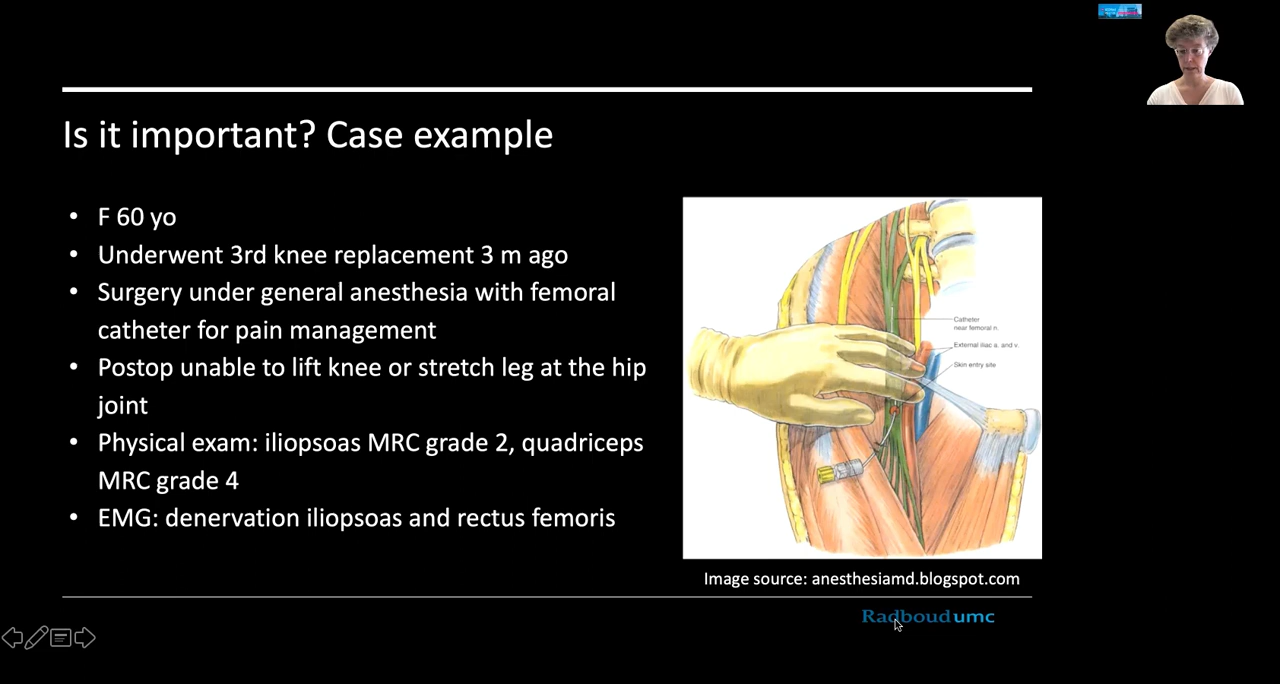 Is it important? Case example
• F 60 yo
• Underwent 3rd knee replacement 3 m ago
• Surgery under general anesthesia with femoral
catheter for pain management
• Postop unable to lift knee or stretch leg at the hip
joint
• Physical exam: iliopsoas MRC grade 2, quadriceps
MRC grade 4
• EMG: denervation iliopsoas and rectus femoris
Catheter
near femoral n.
External iliac a. and v.
Skin entry site
Image source: anesthesiamd.blogspot.com
Radboudumc